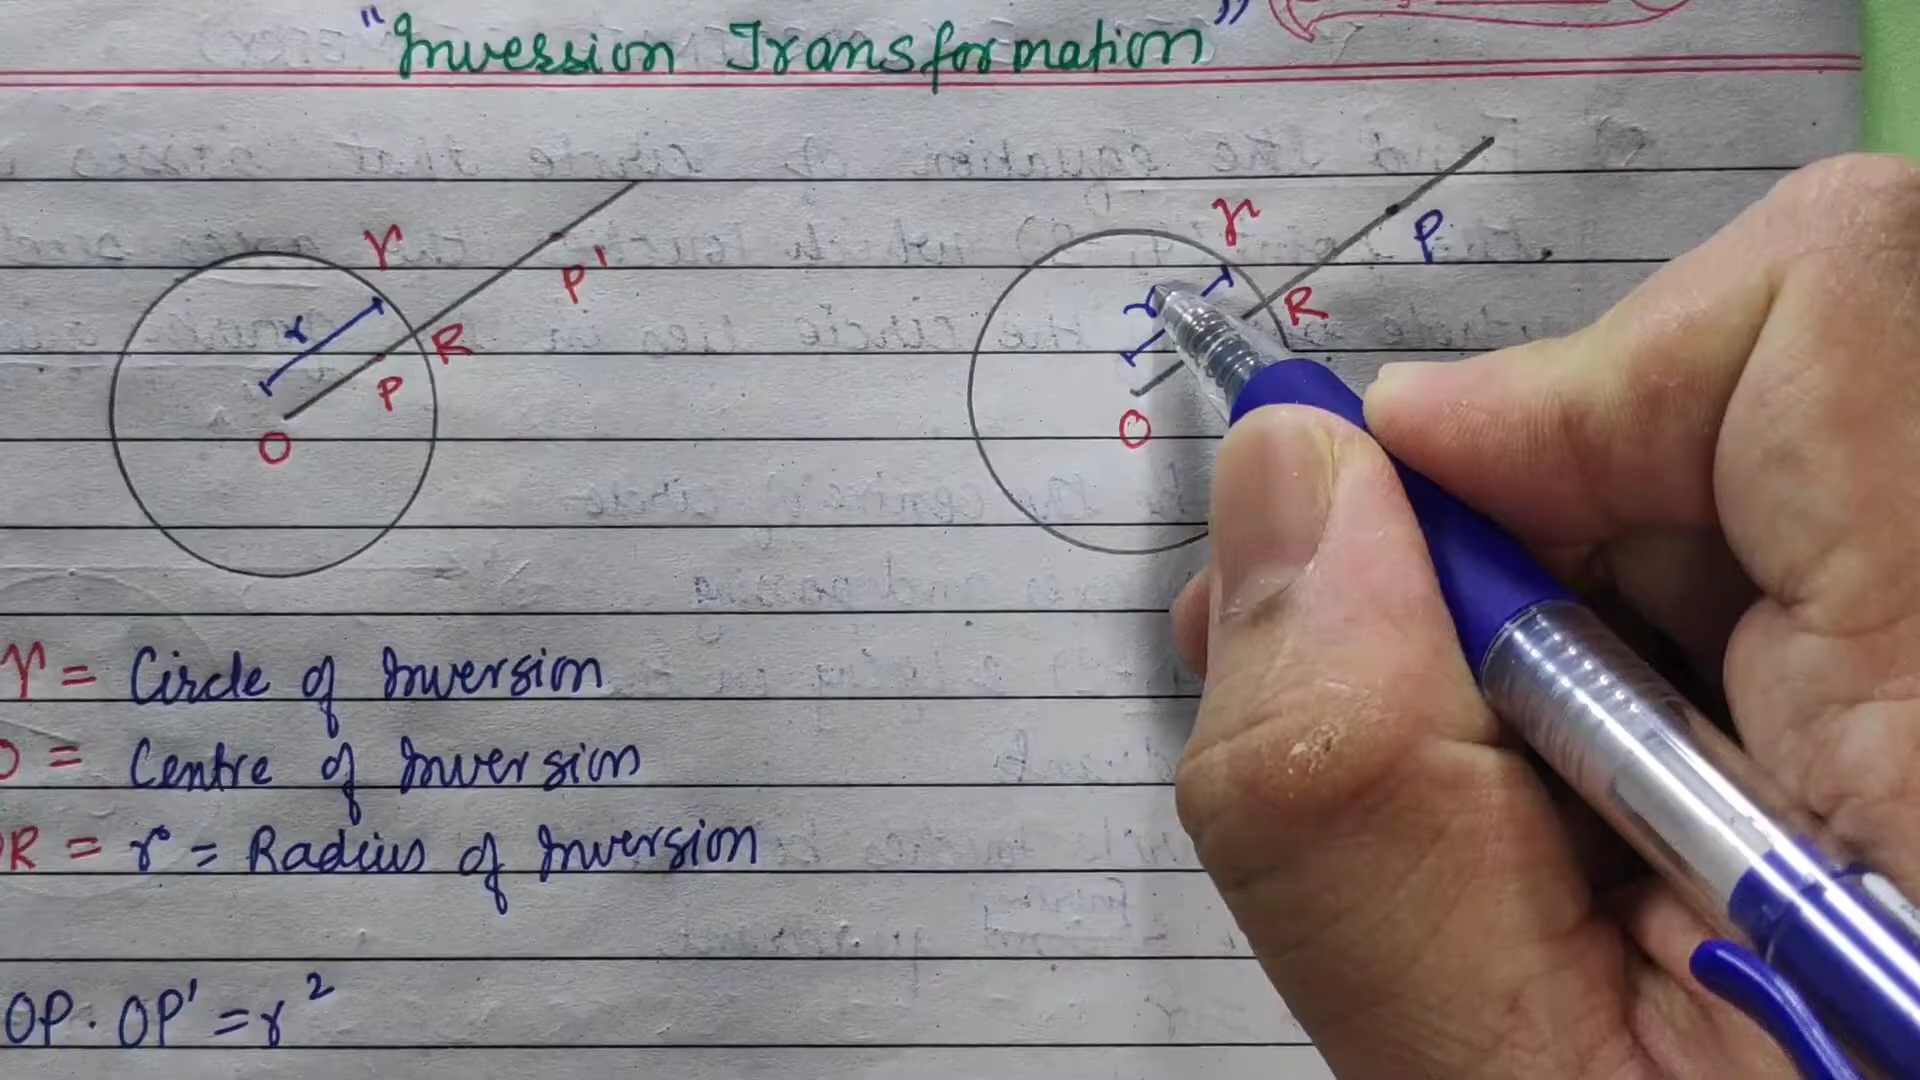 "Inversion Transformation"
γ
r
P'
R
P
O
γ
r
P
R
O
γ = Circle of Inversion
O = Centre of Inversion
OR = r = Radius of Inversion
OP . OP' = r²